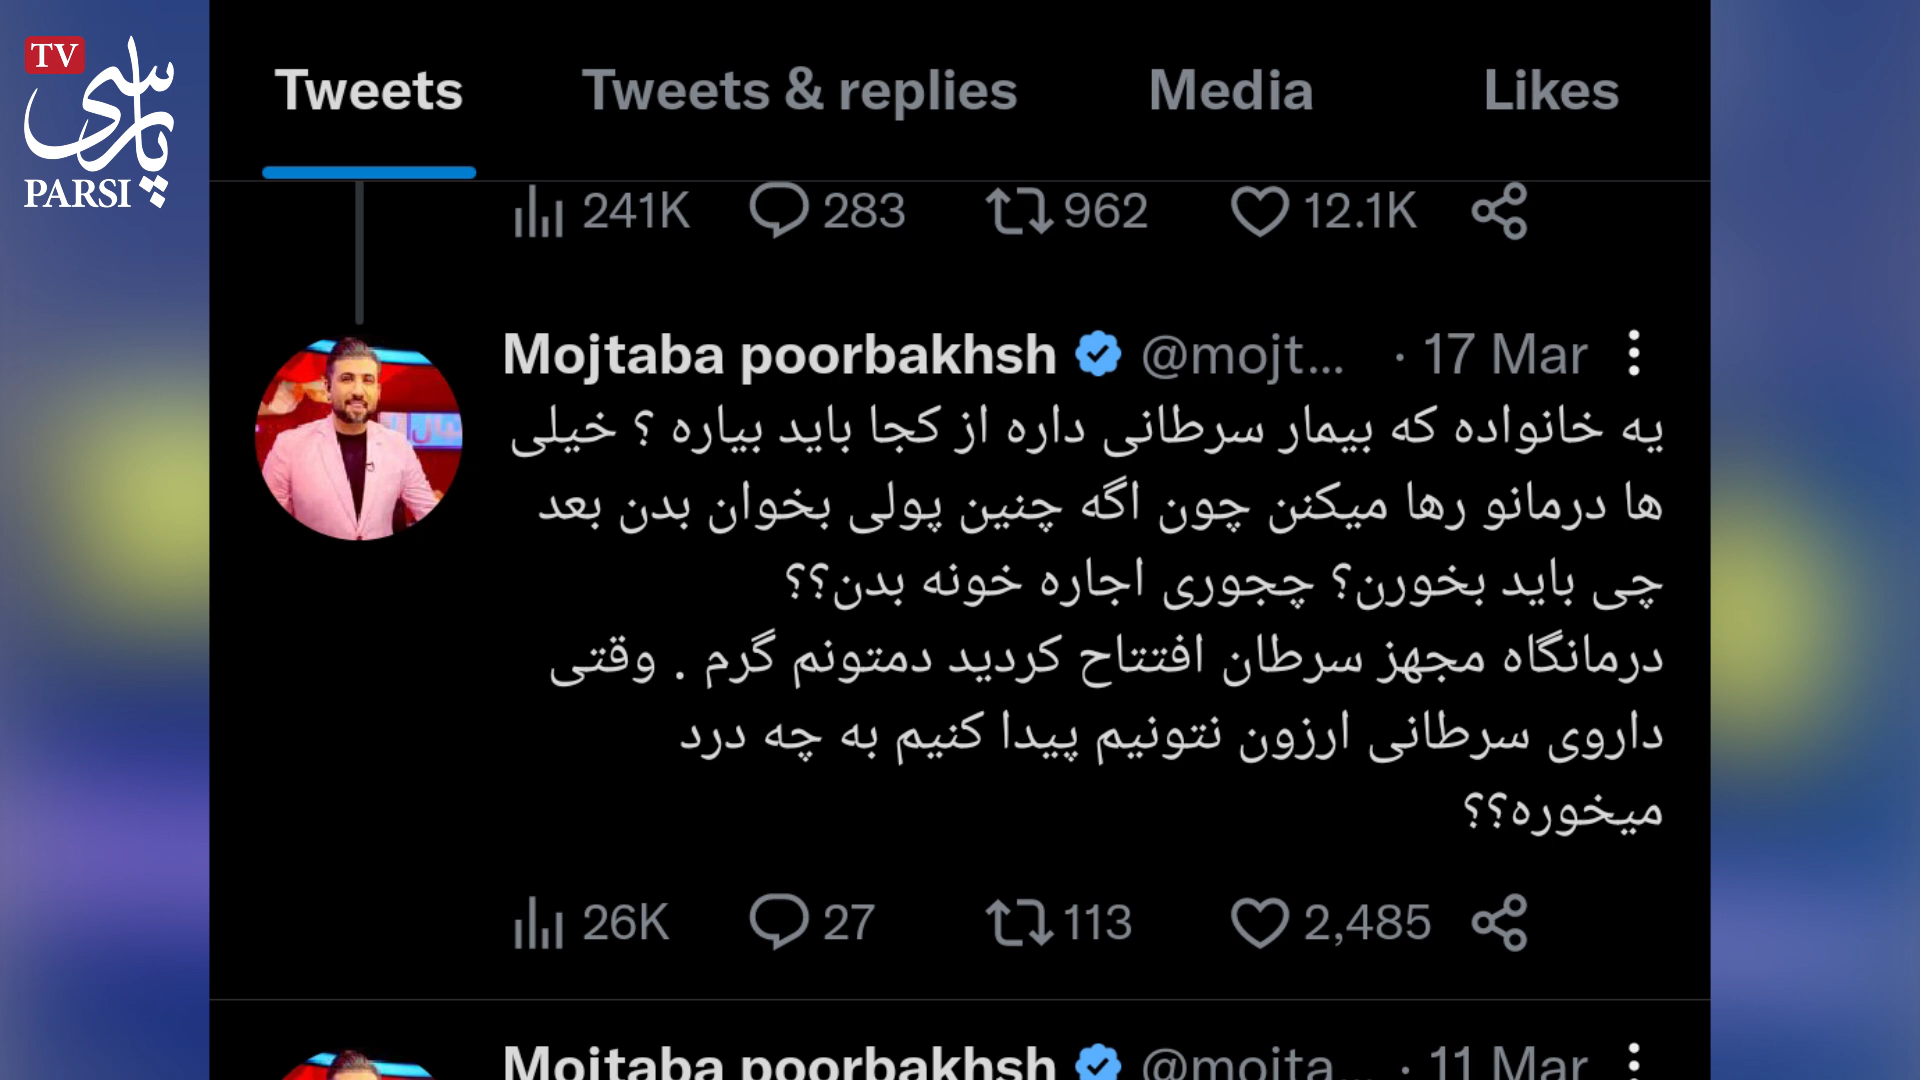 TV
پارسی
PARSI
Tweets Tweets & replies Media Likes
241K 283 962 12.1K
Mojtaba poorbakhsh @mojt... · 17 Mar
یه خانواده که بیمار سرطانی داره از کجا باید بیاره ؟ خیلی
ها درمانو رها میکنن چون اگه چنین پولی بخوان بدن بعد
چی باید بخورن؟ چجوری اجاره خونه بدن؟؟
درمانگاه مجهز سرطان افتتاح کردید دمتونم گرم . وقتی
داروی سرطانی ارزون نتونیم پیدا کنیم به چه درد
میخوره؟؟
26K 27 113 2,485
Mojtaba poorbakhsh @mojta... · 11 Mar